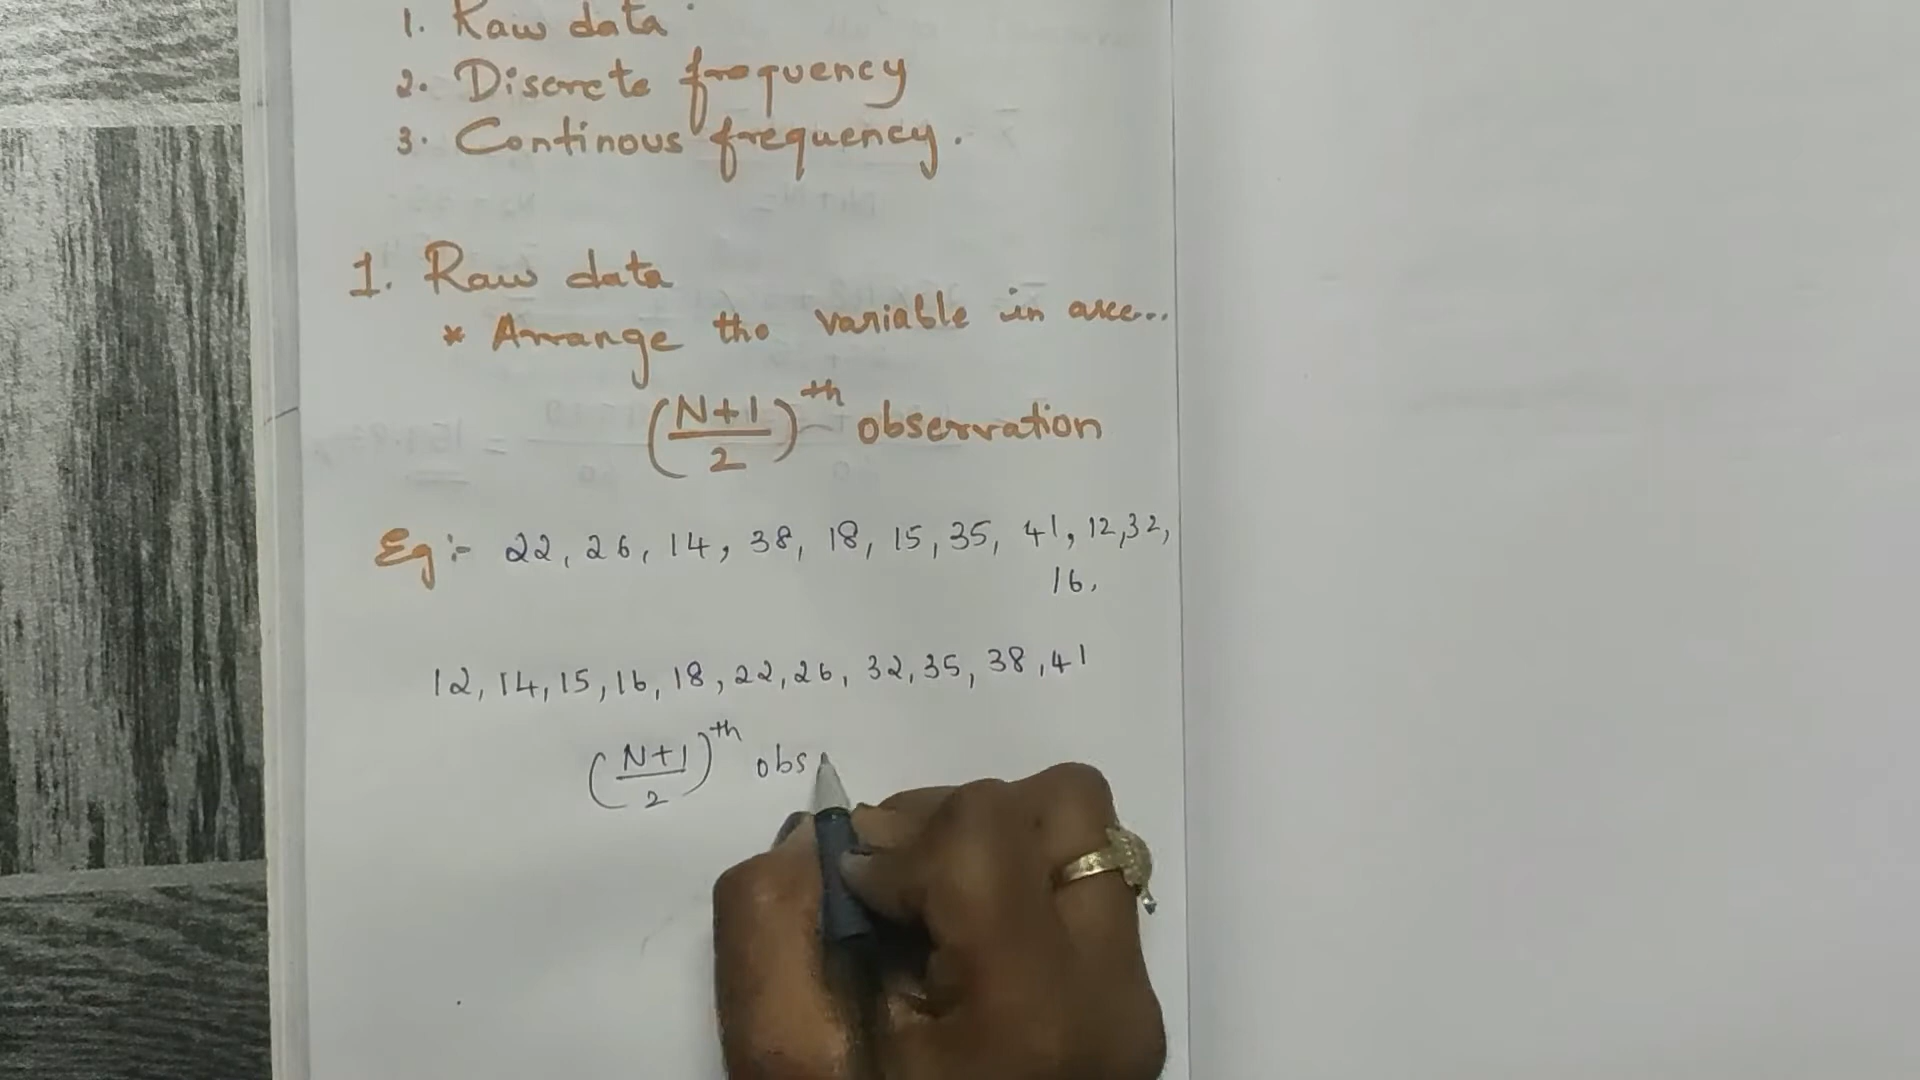 1. Raw data
2. Discrete frequency
3. Continous frequency.
1. Raw data
* Arrange the variable in asce...
(N+1/2)th observation
Eg:- 22, 26, 14, 38, 18, 15, 35, 41, 12, 32,
16.
12, 14, 15, 16, 18, 22, 26, 32, 35, 38, 41
(N+1/2)th obs